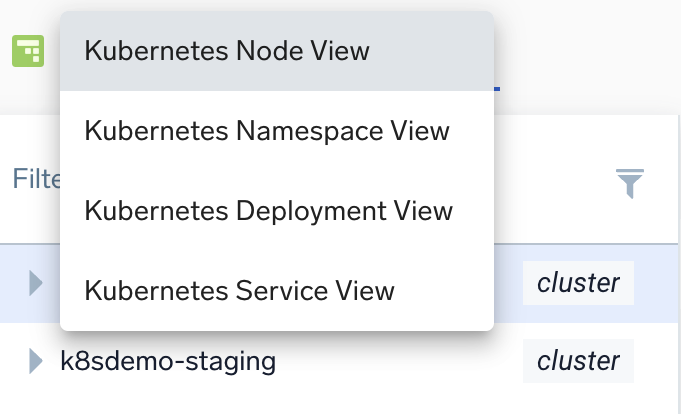 Kubernetes Node View
Kubernetes Namespace View
Filte
Kubernetes Deployment View
Kubernetes Service View
cluster
k8sdemo-staging
cluster